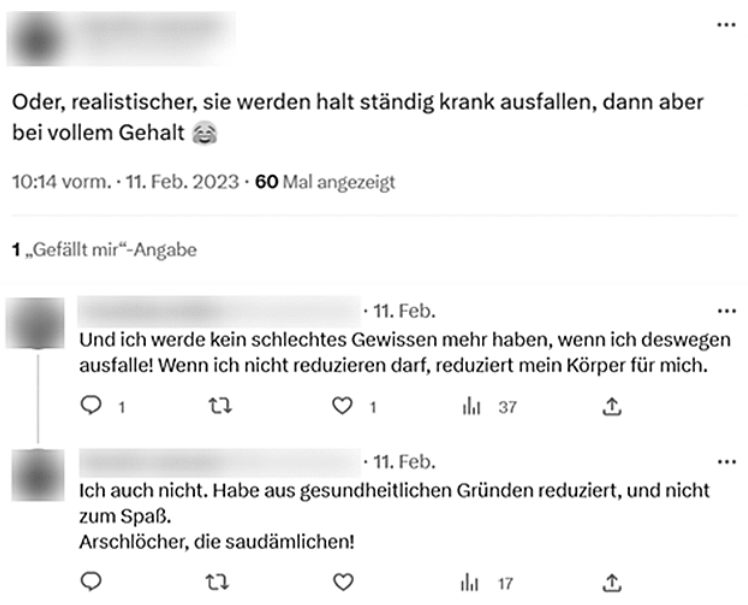 Oder, realistischer, sie werden halt ständig krank ausfallen, dann aber
bei vollem Gehalt 😂
10:14 vorm. · 11. Feb. 2023 · 60 Mal angezeigt
1 „Gefällt mir“-Angabe
· 11. Feb.
Und ich werde kein schlechtes Gewissen mehr haben, wenn ich deswegen
ausfalle! Wenn ich nicht reduzieren darf, reduziert mein Körper für mich.
1 1 37
· 11. Feb.
Ich auch nicht. Habe aus gesundheitlichen Gründen reduziert, und nicht
zum Spaß.
Arschlöcher, die saudämlichen!
17